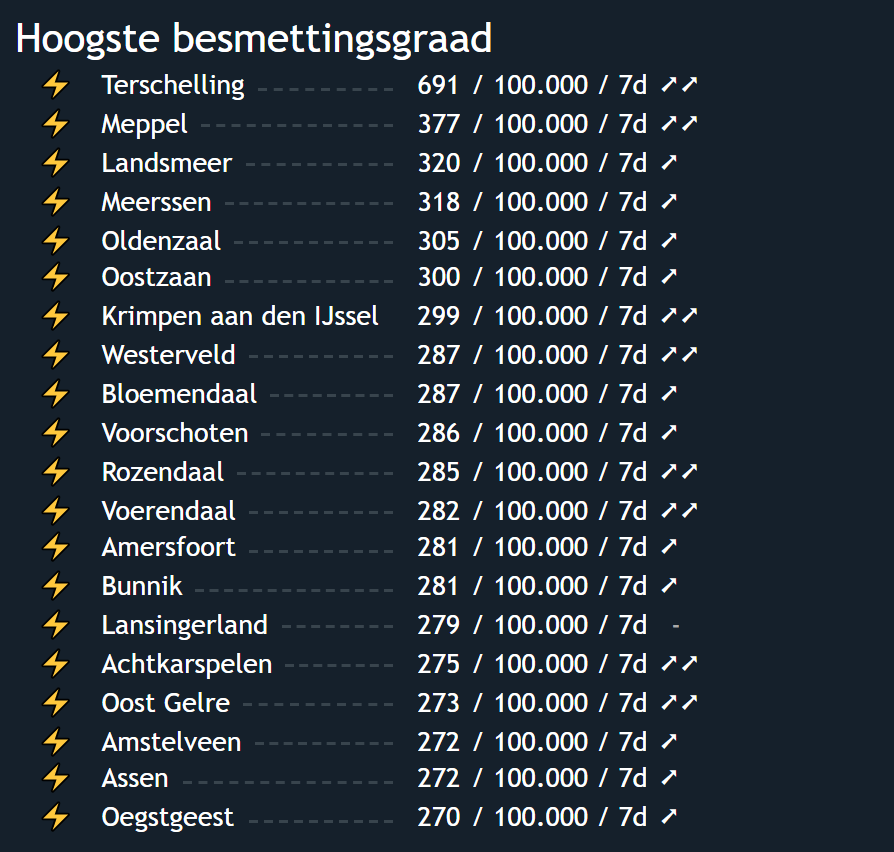 Hoogste besmettingsgraad
⚡ Terschelling ---------- 691 / 100.000 / 7d ➚➚
⚡ Meppel -------------- 377 / 100.000 / 7d ➚➚
⚡ Landsmeer ----------- 320 / 100.000 / 7d ➚
⚡ Meerssen ------------ 318 / 100.000 / 7d ➚
⚡ Oldenzaal ------------ 305 / 100.000 / 7d ➚
⚡ Oostzaan ------------ 300 / 100.000 / 7d ➚
⚡ Krimpen aan den IJssel 299 / 100.000 / 7d ➚➚
⚡ Westerveld ----------- 287 / 100.000 / 7d ➚➚
⚡ Bloemendaal --------- 287 / 100.000 / 7d ➚
⚡ Voorschoten ---------- 286 / 100.000 / 7d ➚
⚡ Rozendaal ----------- 285 / 100.000 / 7d ➚➚
⚡ Voerendaal ----------- 282 / 100.000 / 7d ➚➚
⚡ Amersfoort ----------- 281 / 100.000 / 7d ➚
⚡ Bunnik -------------- 281 / 100.000 / 7d ➚
⚡ Lansingerland -------- 279 / 100.000 / 7d -
⚡ Achtkarspelen -------- 275 / 100.000 / 7d ➚➚
⚡ Oost Gelre ----------- 273 / 100.000 / 7d ➚➚
⚡ Amstelveen ---------- 272 / 100.000 / 7d ➚
⚡ Assen --------------- 272 / 100.000 / 7d ➚
⚡ Oegstgeest ----------- 270 / 100.000 / 7d ➚